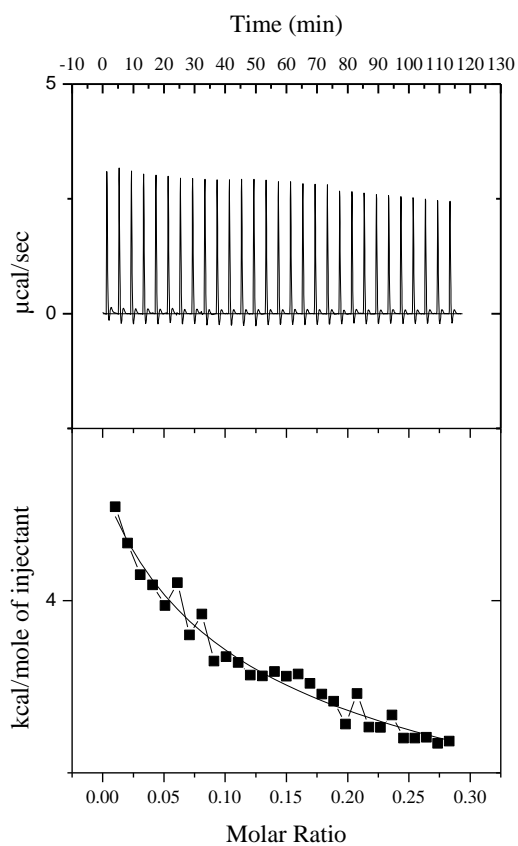 Time (min)
-10 0 10 20 30 40 50 60 70 80 90 100 110 120 130
5
0
µcal/sec
4
kcal/mole of injectant
0.00 0.05 0.10 0.15 0.20 0.25 0.30
Molar Ratio